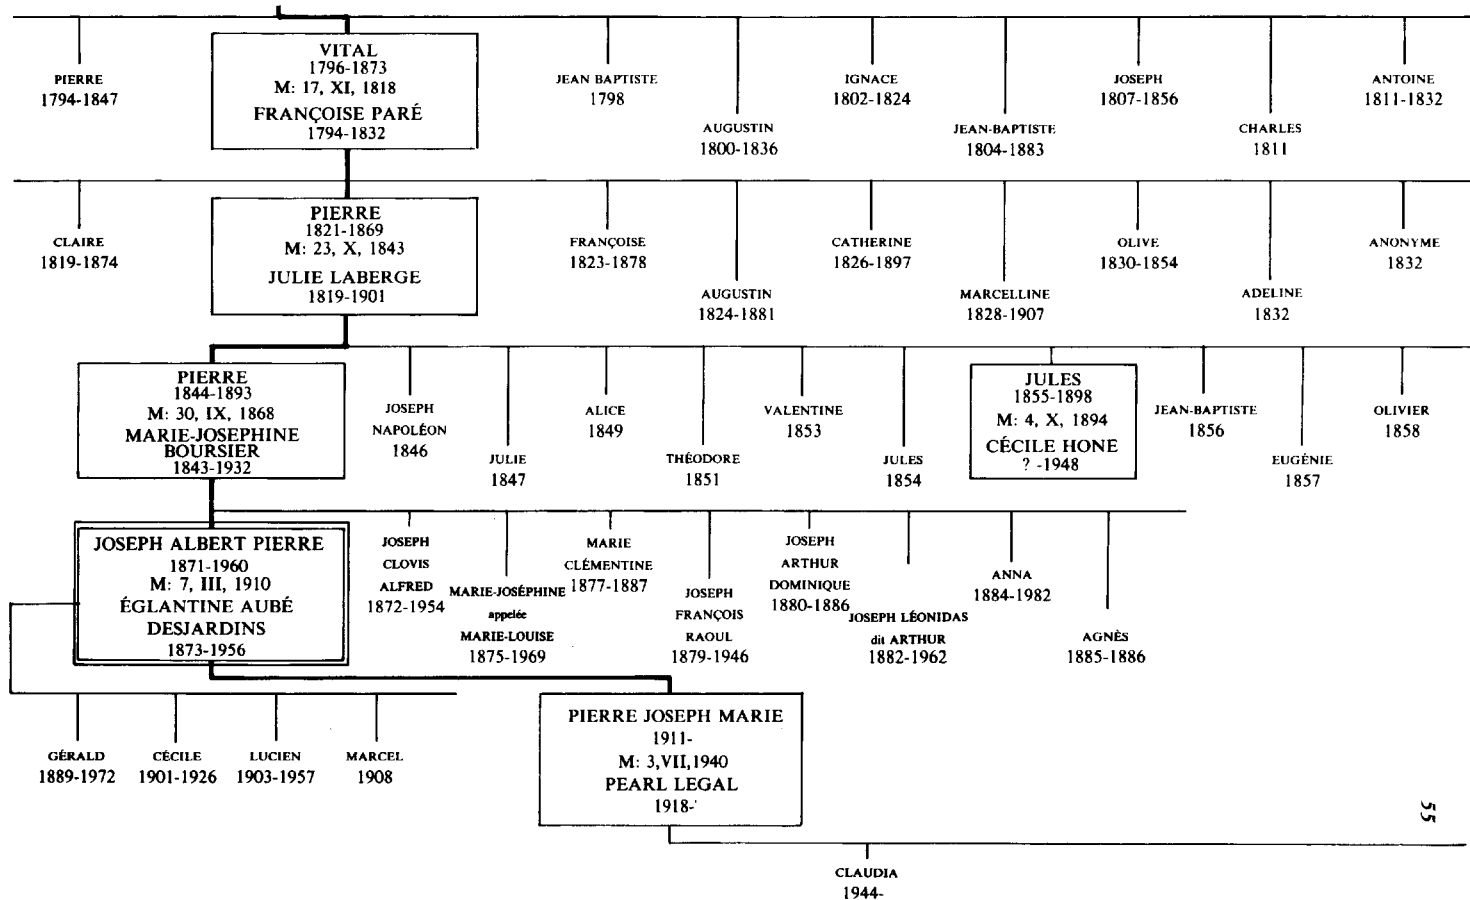 PIERRE
1794-1847
VITAL
1796-1873
M: 17, XI, 1818
FRANÇOISE PARÉ
1794-1832
JEAN BAPTISTE
1798
AUGUSTIN
1800-1836
IGNACE
1802-1824
JEAN-BAPTISTE
1804-1883
JOSEPH
1807-1856
CHARLES
1811
ANTOINE
1811-1832
CLAIRE
1819-1874
PIERRE
1821-1869
M: 23, X, 1843
JULIE LABERGE
1819-1901
FRANÇOISE
1823-1878
AUGUSTIN
1824-1881
CATHERINE
1826-1897
MARCELLINE
1828-1907
OLIVE
1830-1854
ADELINE
1832
ANONYME
1832
PIERRE
1844-1893
M: 30, IX, 1868
MARIE-JOSEPHINE
BOURSIER
1843-1932
JOSEPH
NAPOLÉON
1846
JULIE
1847
ALICE
1849
THÉODORE
1851
VALENTINE
1853
JULES
1854
JULES
1855-1898
M: 4, X, 1894
CÉCILE HONE
? -1948
JEAN-BAPTISTE
1856
EUGÉNIE
1857
OLIVIER
1858
JOSEPH ALBERT PIERRE
1871-1960
M: 7, III, 1910
ÉGLANTINE AUBÉ
DESJARDINS
1873-1956
JOSEPH
CLOVIS
ALFRED
1872-1954
MARIE-JOSÉPHINE
appelée
MARIE-LOUISE
1875-1969
MARIE
CLÉMENTINE
1877-1887
JOSEPH
FRANÇOIS
RAOUL
1879-1946
JOSEPH
ARTHUR
DOMINIQUE
1880-1886
JOSEPH LÉONIDAS
dit ARTHUR
1882-1962
ANNA
1884-1982
AGNÈS
1885-1886
GÉRALD
1889-1972
CÉCILE
1901-1926
LUCIEN
1903-1957
MARCEL
1908
PIERRE JOSEPH MARIE
1911-
M: 3,VII,1940
PEARL LEGAL
1918-
CLAUDIA
1944-
55